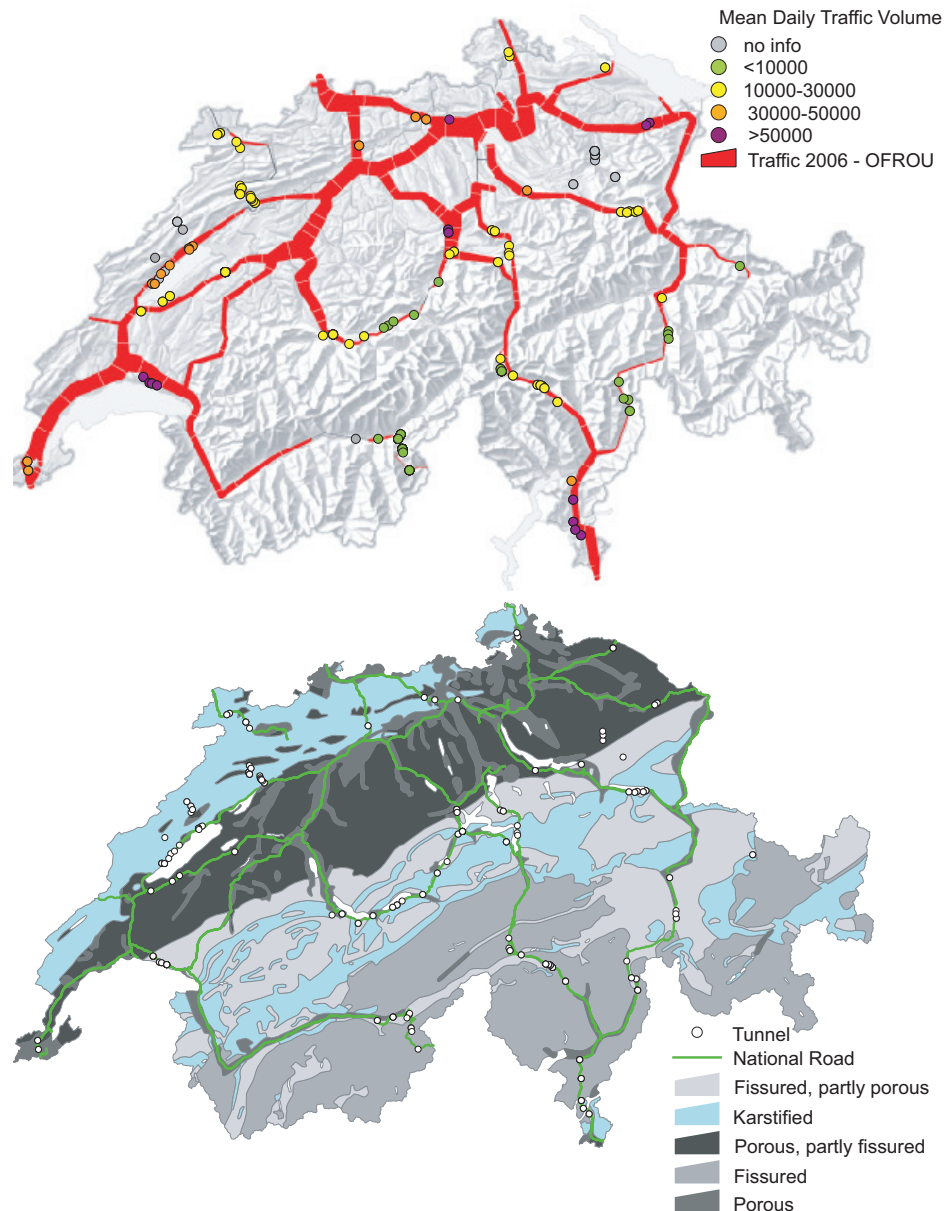 Mean Daily Traffic Volume
no info
<10000
10000-30000
30000-50000
>50000
Traffic 2006 - OFROU
Tunnel
National Road
Fissured, partly porous
Karstified
Porous, partly fissured
Fissured
Porous